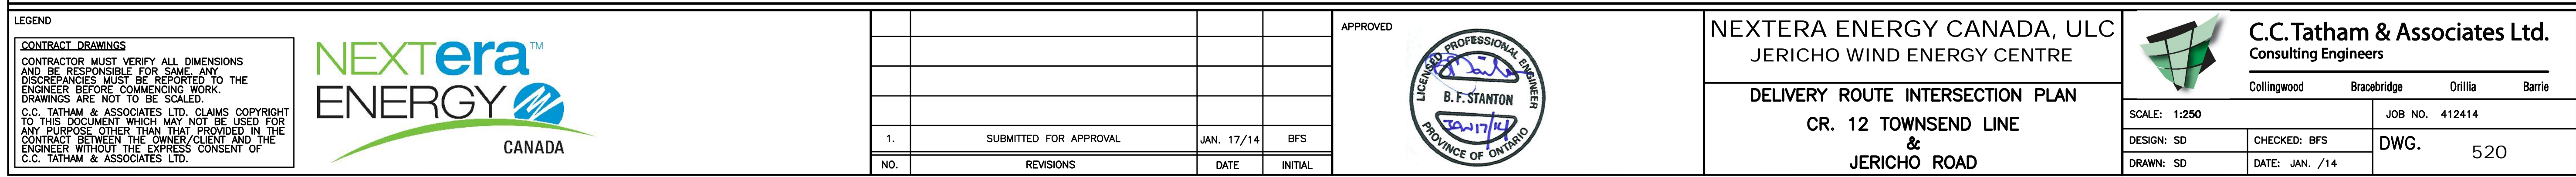 LEGEND
CONTRACT DRAWINGS
CONTRACTOR MUST VERIFY ALL DIMENSIONS
AND BE RESPONSIBLE FOR SAME. ANY
DISCREPANCIES MUST BE REPORTED TO THE
ENGINEER BEFORE COMMENCING WORK.
DRAWINGS ARE NOT TO BE SCALED.
C.C. TATHAM & ASSOCIATES LTD. CLAIMS COPYRIGHT
TO THIS DOCUMENT WHICH MAY NOT BE USED FOR
ANY PURPOSE OTHER THAN THAT PROVIDED IN THE
CONTRACT BETWEEN THE OWNER/CLIENT AND THE
ENGINEER WITHOUT THE EXPRESS CONSENT OF
C.C. TATHAM & ASSOCIATES LTD.
NEXTera™
ENERGY
CANADA
1. SUBMITTED FOR APPROVAL JAN. 17/14 BFS
NO. REVISIONS DATE INITIAL
APPROVED
LICENSED PROFESSIONAL ENGINEER
B. F. STANTON
JAN 17/14
PROVINCE OF ONTARIO
NEXTERA ENERGY CANADA, ULC
JERICHO WIND ENERGY CENTRE
DELIVERY ROUTE INTERSECTION PLAN
CR. 12 TOWNSEND LINE
&
JERICHO ROAD
C.C.Tatham & Associates Ltd.
Consulting Engineers
Collingwood Bracebridge Orillia Barrie
SCALE: 1:250 JOB NO. 412414
DESIGN: SD CHECKED: BFS DWG. 520
DRAWN: SD DATE: JAN. /14